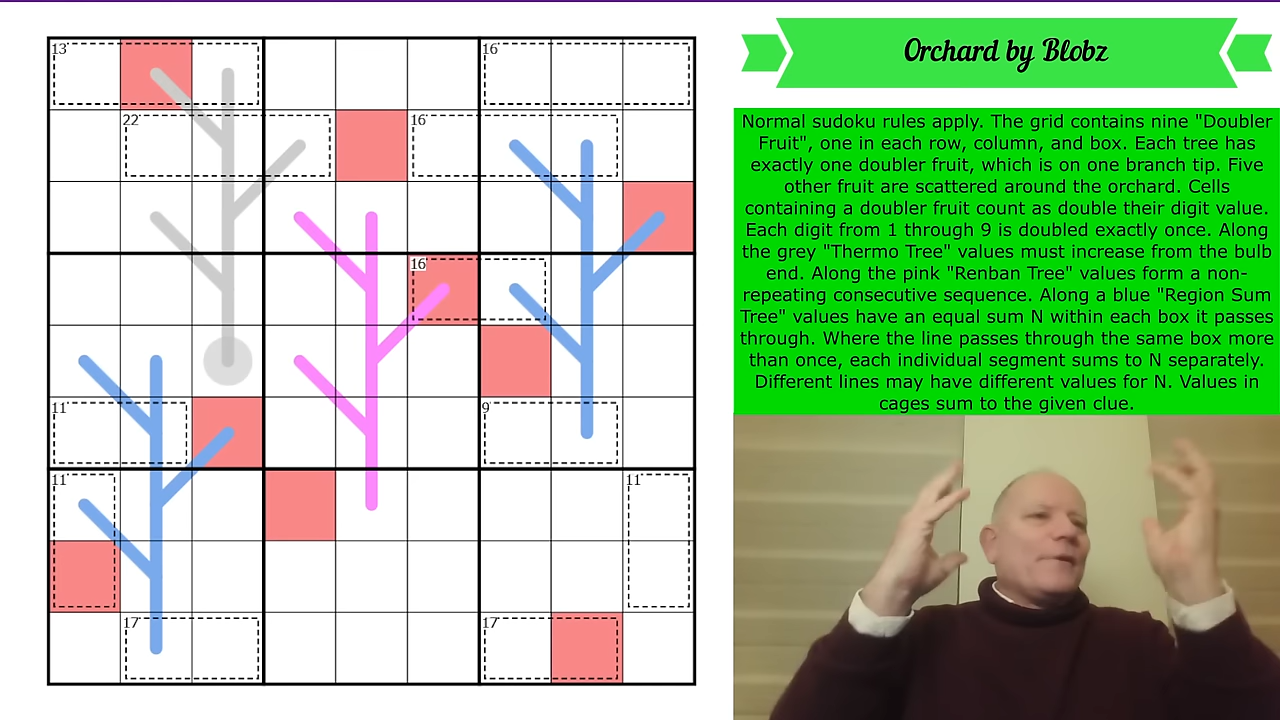 Orchard by Blobz
Normal sudoku rules apply. The grid contains nine "Doubler
Fruit", one in each row, column, and box. Each tree has
exactly one doubler fruit, which is on one branch tip. Five
other fruit are scattered around the orchard. Cells
containing a doubler fruit count as double their digit value.
Each digit from 1 through 9 is doubled exactly once. Along
the grey "Thermo Tree" values must increase from the bulb
end. Along the pink "Renban Tree" values form a non-
repeating consecutive sequence. Along a blue "Region Sum
Tree" values have an equal sum N within each box it passes
through. Where the line passes through the same box more
than once, each individual segment sums to N separately.
Different lines may have different values for N. Values in
cages sum to the given clue.
13 16
22 16
16
11 9
11 11
17 17